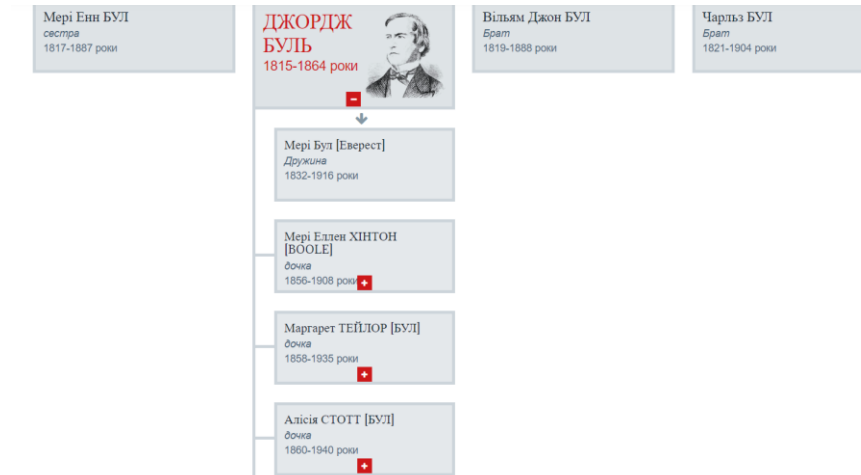 Мері Енн БУЛ
сестра
1817-1887 роки
ДЖОРДЖ
БУЛЬ
1815-1864 роки
Вільям Джон БУЛ
Брат
1819-1888 роки
Чарльз БУЛ
Брат
1821-1904 роки
Мері Бул [Еверест]
Дружина
1832-1916 роки
Мері Еллен ХІНТОН
[BOOLE]
дочка
1856-1908 роки
Маргарет ТЕЙЛОР [БУЛ]
дочка
1858-1935 роки
Алісія СТОТТ [БУЛ]
дочка
1860-1940 роки